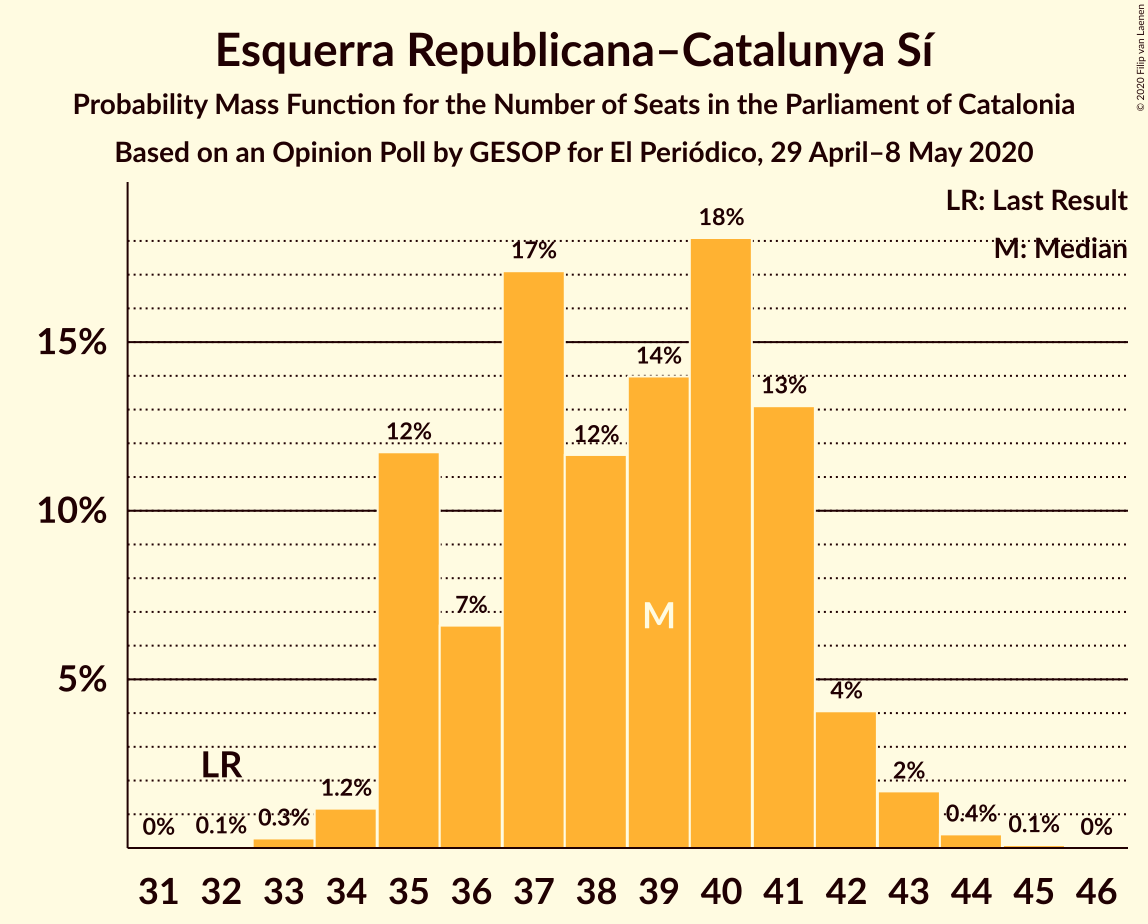 Esquerra Republicana–Catalunya Sí
Probability Mass Function for the Number of Seats in the Parliament of Catalonia
Based on an Opinion Poll by GESOP for El Periódico, 29 April–8 May 2020
© 2020 Filip van Laenen
LR: Last Result
M: Median
15%
10%
5%
0%
0.1%
0.3%
1.2%
12%
7%
17%
12%
14%
18%
13%
4%
2%
0.4%
0.1%
0%
LR
M
31 32 33 34 35 36 37 38 39 40 41 42 43 44 45 46